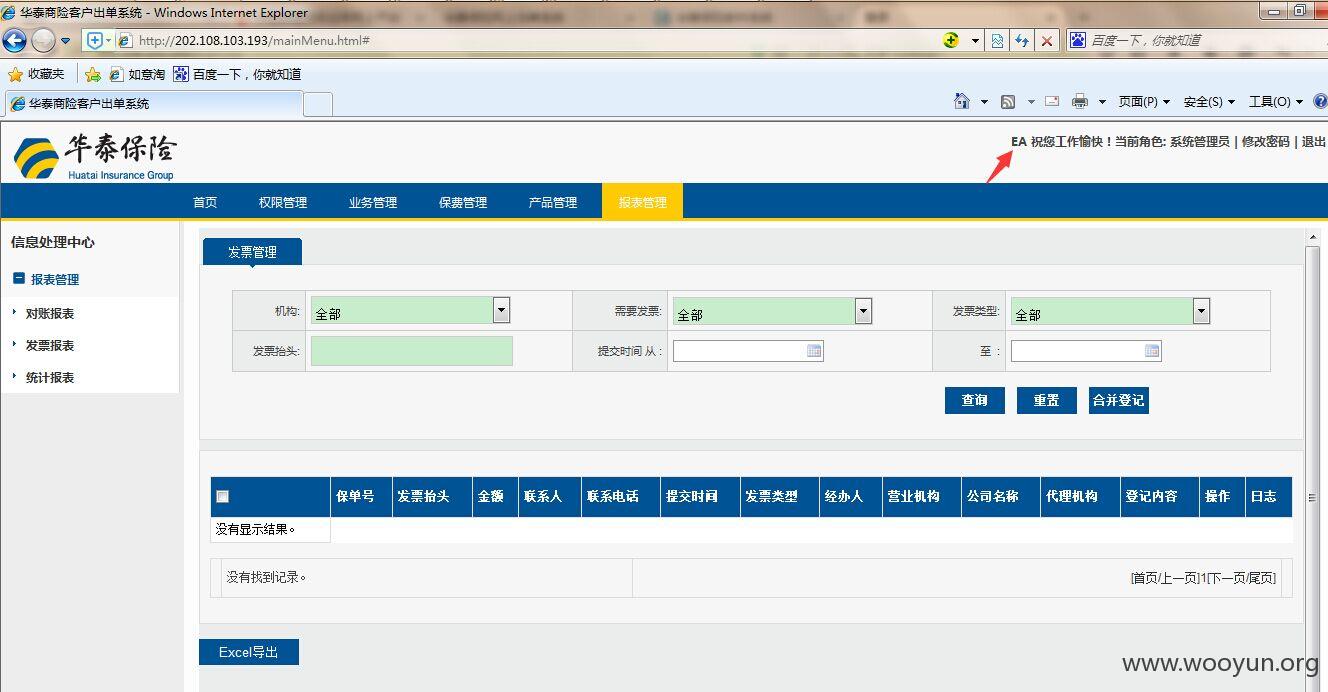 华泰商险客户出单系统 - Windows Internet Explorer
http://202.108.103.193/mainMenu.html#
百度一下，你就知道
收藏夹 如意淘 百度一下，你就知道
华泰商险客户出单系统
页面(P) 安全(S) 工具(O)
华泰保险
Huatai Insurance Group
EA 祝您工作愉快！当前角色: 系统管理员 | 修改密码 | 退出
首页 权限管理 业务管理 保费管理 产品管理 报表管理
信息处理中心
报表管理
对账报表
发票报表
统计报表
发票管理
机构: 全部 需要发票: 全部 发票类型: 全部
发票抬头: 提交时间 从 : 至 :
查询 重置 合并登记
保单号 发票抬头 金额 联系人 联系电话 提交时间 发票类型 经办人 营业机构 公司名称 代理机构 登记内容 操作 日志
没有显示结果。
没有找到记录。 [首页/上一页]1[下一页/尾页]
Excel导出
www.wooyun.org